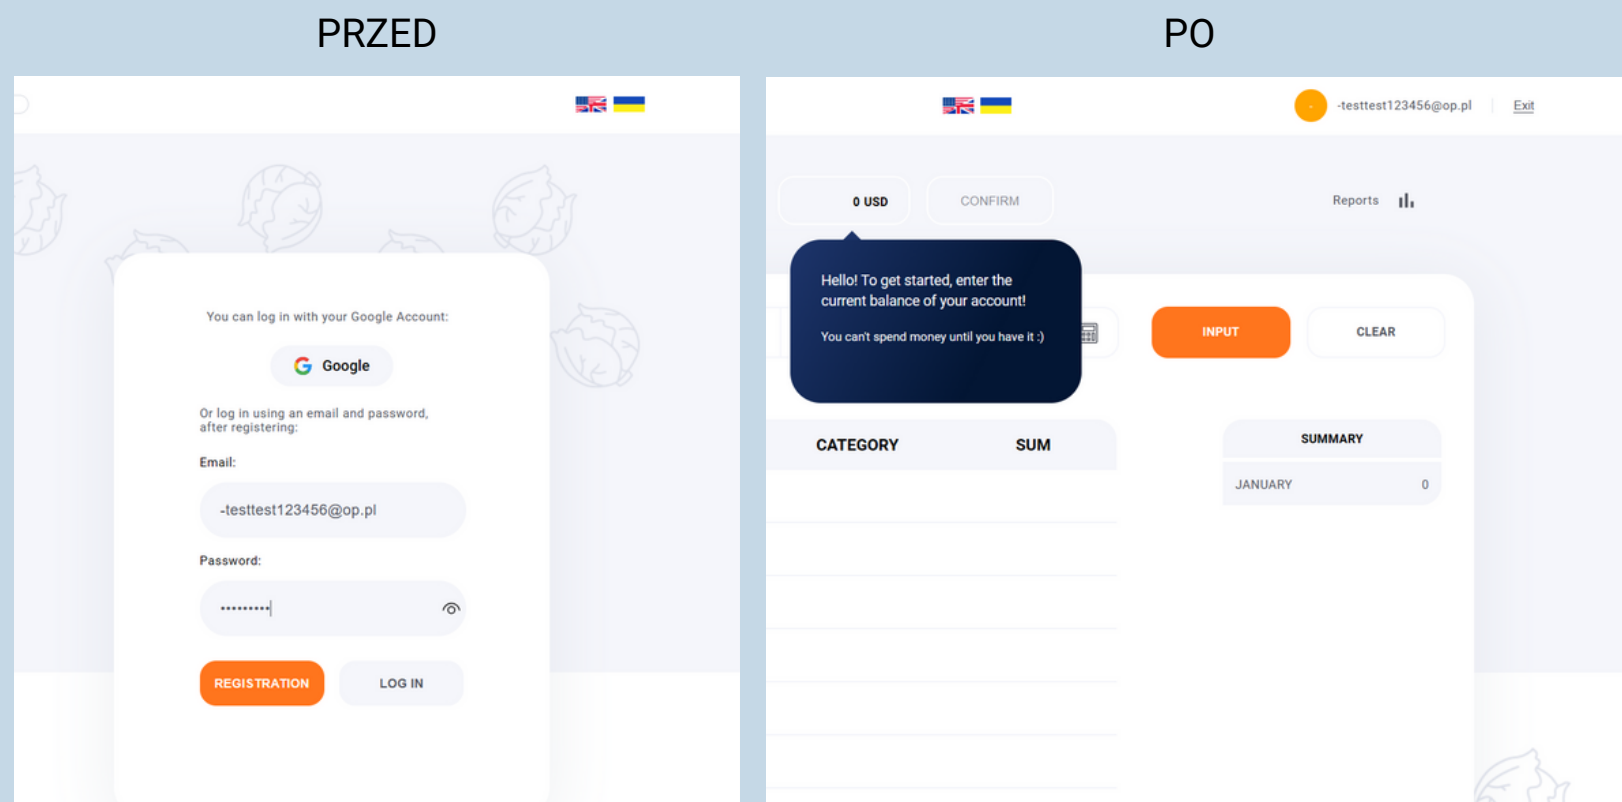 PRZED
You can log in with your Google Account:
Google
Or log in using an email and password,
after registering:
Email:
-testtest123456@op.pl
Password:
•••••••••
REGISTRATION
LOG IN
PO
-testtest123456@op.pl
Exit
0 USD
CONFIRM
Reports
Hello! To get started, enter the
current balance of your account!
You can't spend money until you have it :)
INPUT
CLEAR
CATEGORY
SUM
SUMMARY
JANUARY 0